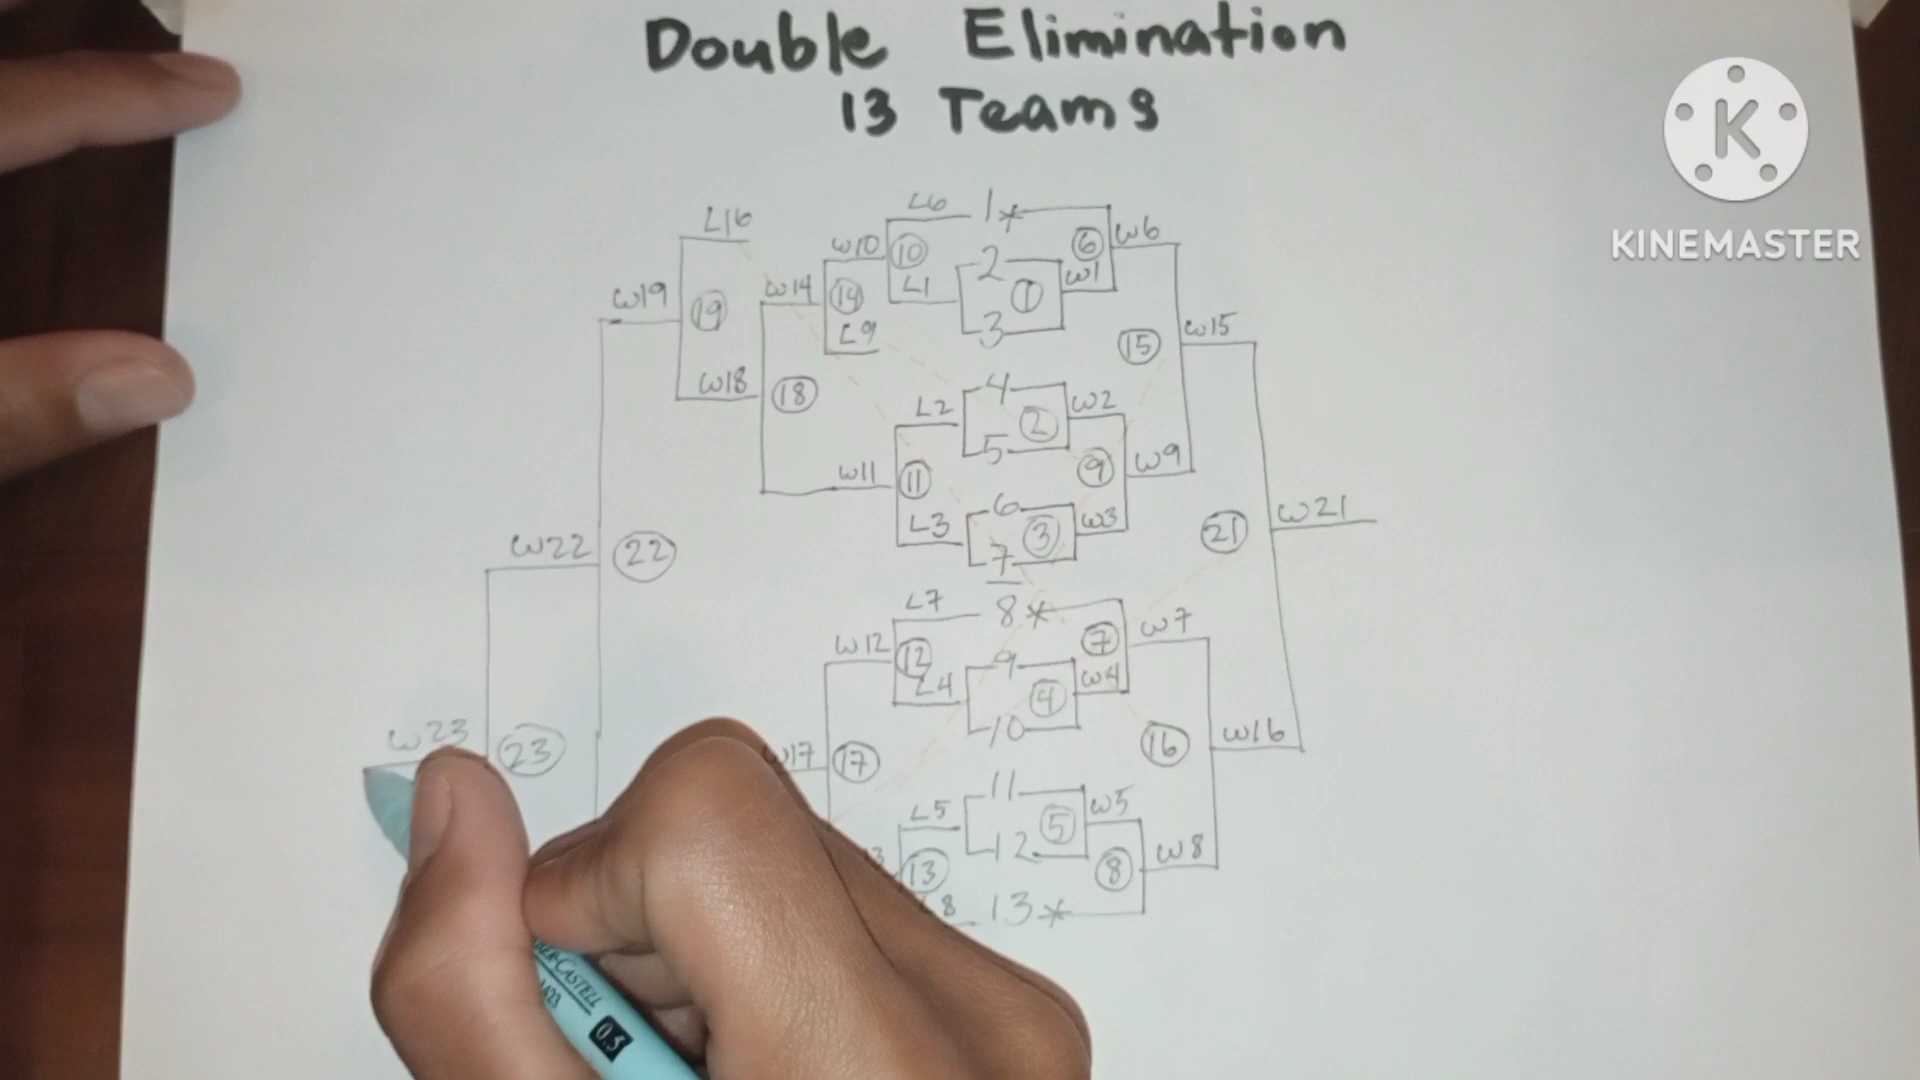 Double Elimination
13 Teams
K
KINEMASTER
L6 1*
L16
w10 10 2 6 w6
L1 1 w1
w14 14 3
w19 19 L9
15 w15
w18 18 4
L2 2 w2
5
w11 11 9 w9
6
L3 3 w3
7
w21
21
w22 22
L7 8* 7 w7
w12 12 9
L4 4 w4
10
w23 23 16 w16
w17 17
11
L5 5 w5
12
13 8 w8
8 13*
BER-CASTELL
0.5